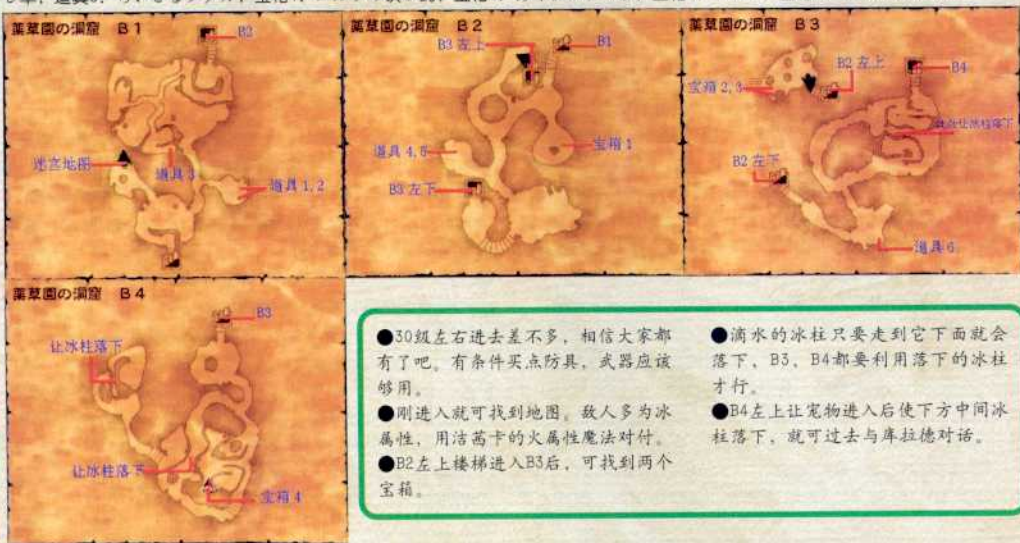 薬草園の洞窟 B1
B2
迷宫地图
道具3
道具1,2
薬草園の洞窟 B2
B3左上
B1
道具4,5
宝箱1
B3左下
薬草園の洞窟 B3
宝箱2,3
B2左上
B4
B2左下
道具6
薬草園の洞窟 B4
B3
让冰柱落下
让冰柱落下
宝箱4
●30级左右进去差不多，相信大家都
有了吧。有条件买点防具，武器应该
够用。
●刚进入就可找到地图。敌人多为冰
属性，用洁茜卡的火属性魔法对付。
●B2左上楼梯进入B3后，可找到两个
宝箱。
●滴水的冰柱只要走到它下面就会
落下，B3、B4都要利用落下的冰柱
才行。
●B4左上让宠物进入后使下方中间冰
柱落下，就可过去与库拉德对话。